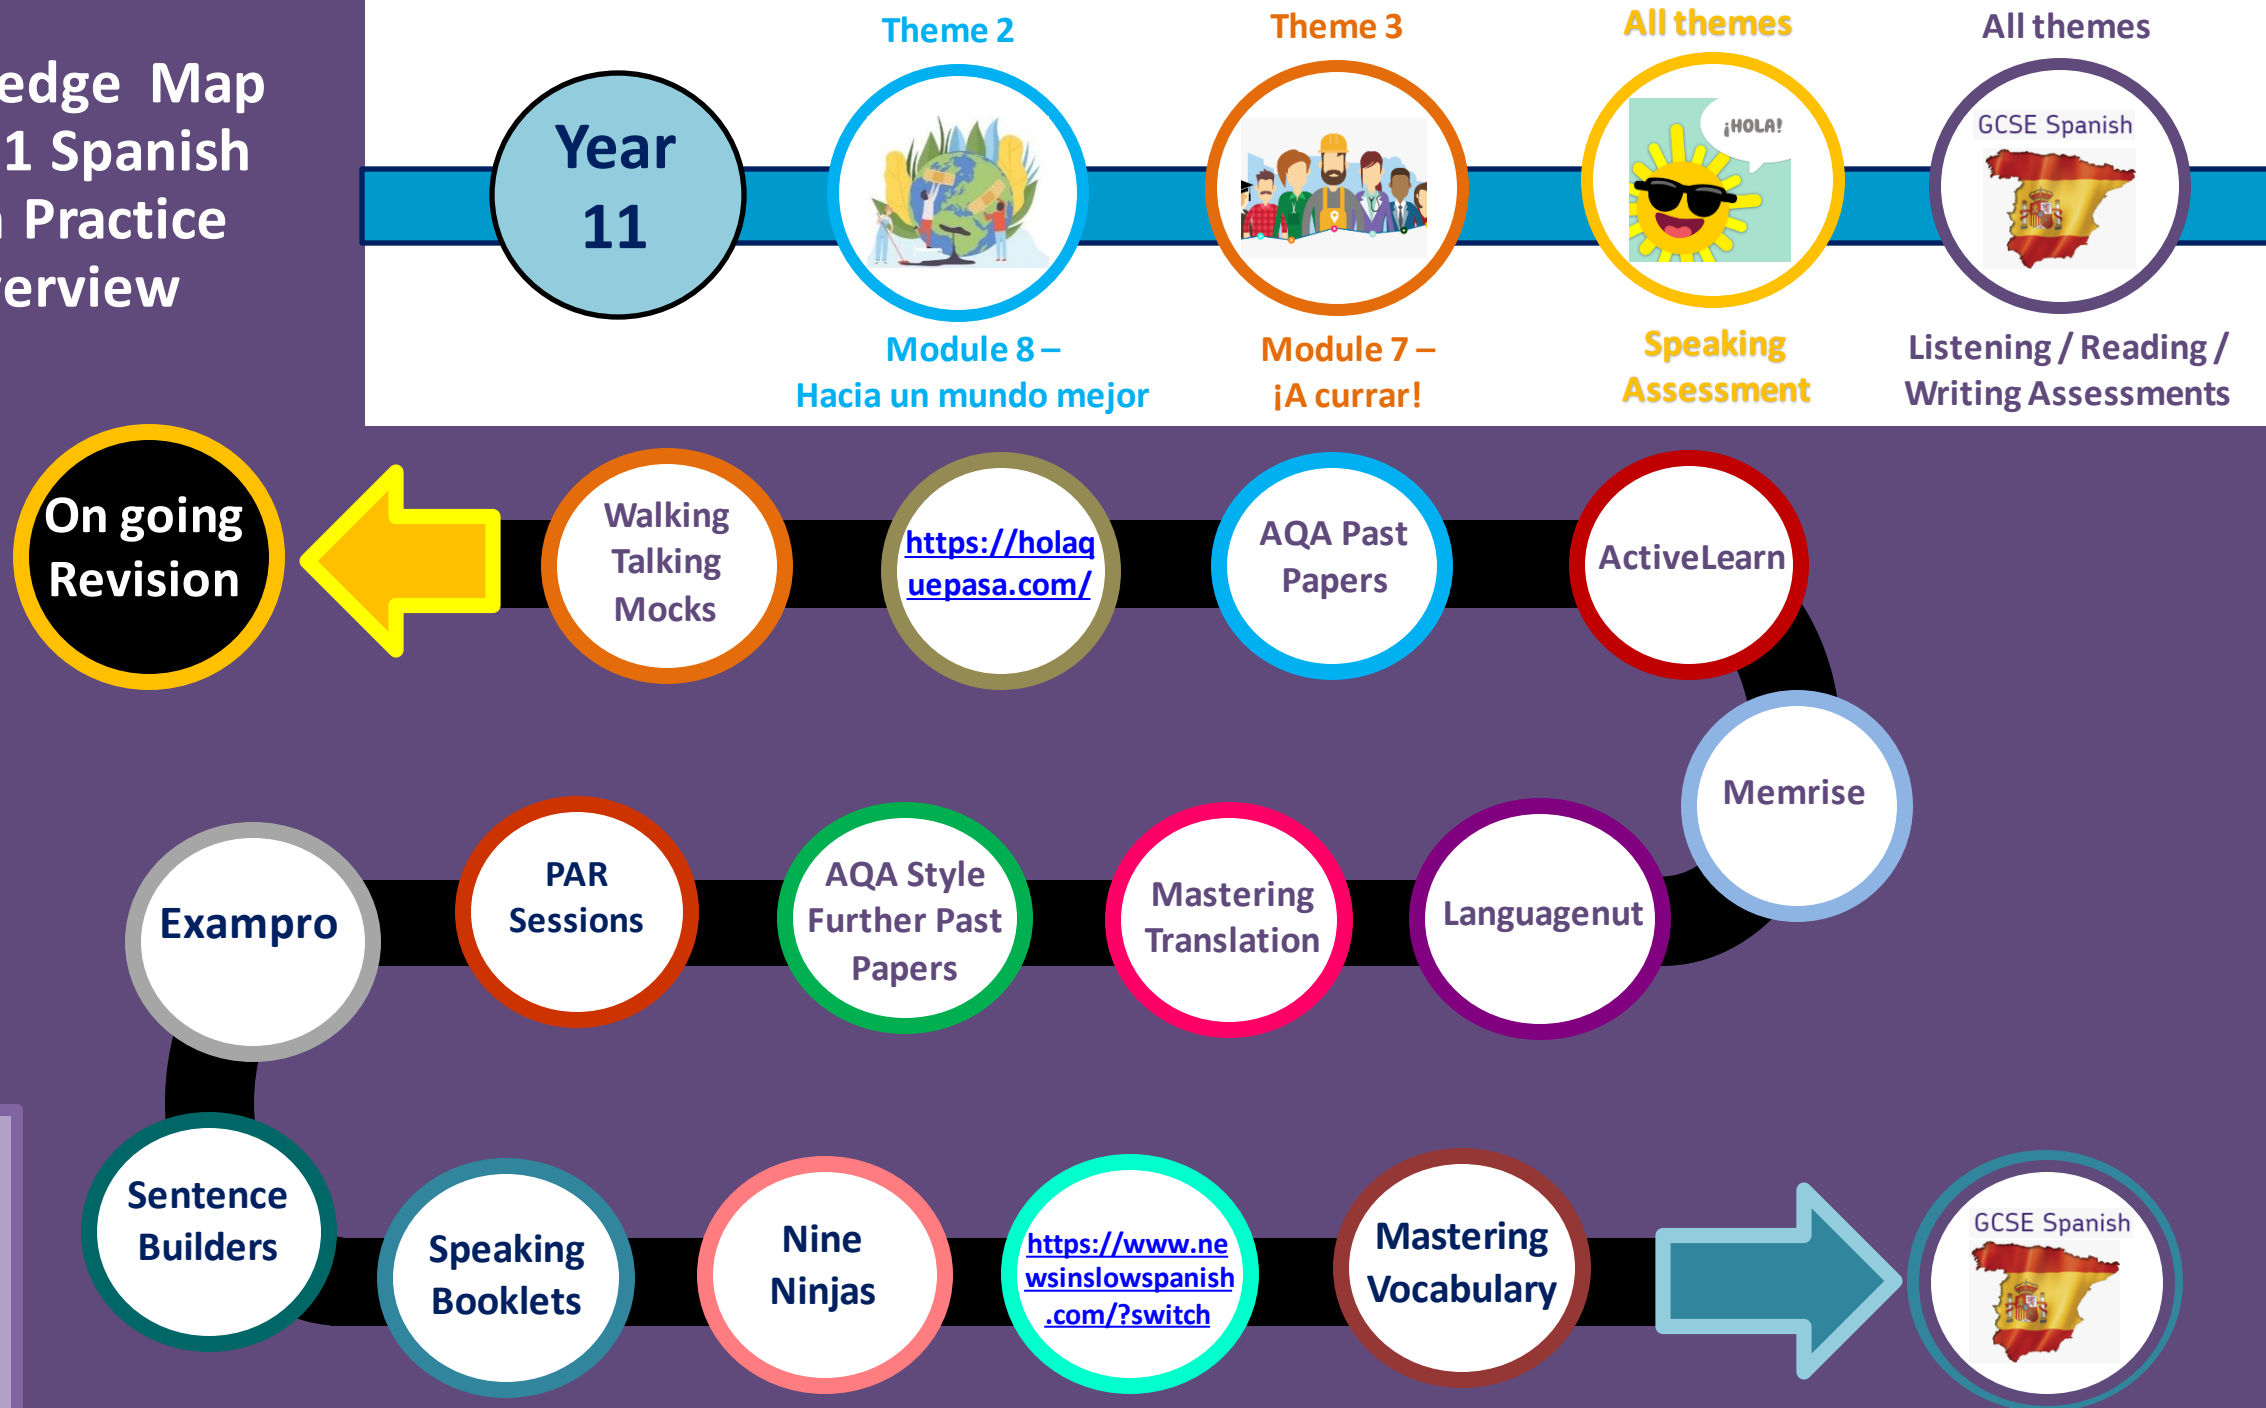 edge Map
1 Spanish
Practice
erview
Year
11
Theme 2
Module 8 –
Hacia un mundo mejor
Theme 3
Module 7 –
¡A currar!
All themes
¡HOLA!
Speaking
Assessment
All themes
GCSE Spanish
Listening / Reading /
Writing Assessments
On going
Revision
Walking
Talking
Mocks
https://holaq
uepasa.com/
AQA Past
Papers
ActiveLearn
Memrise
Languagenut
Mastering
Translation
AQA Style
Further Past
Papers
PAR
Sessions
Exampro
Sentence
Builders
Speaking
Booklets
Nine
Ninjas
https://www.ne
wsinslowspanish
.com/?switch
Mastering
Vocabulary
GCSE Spanish